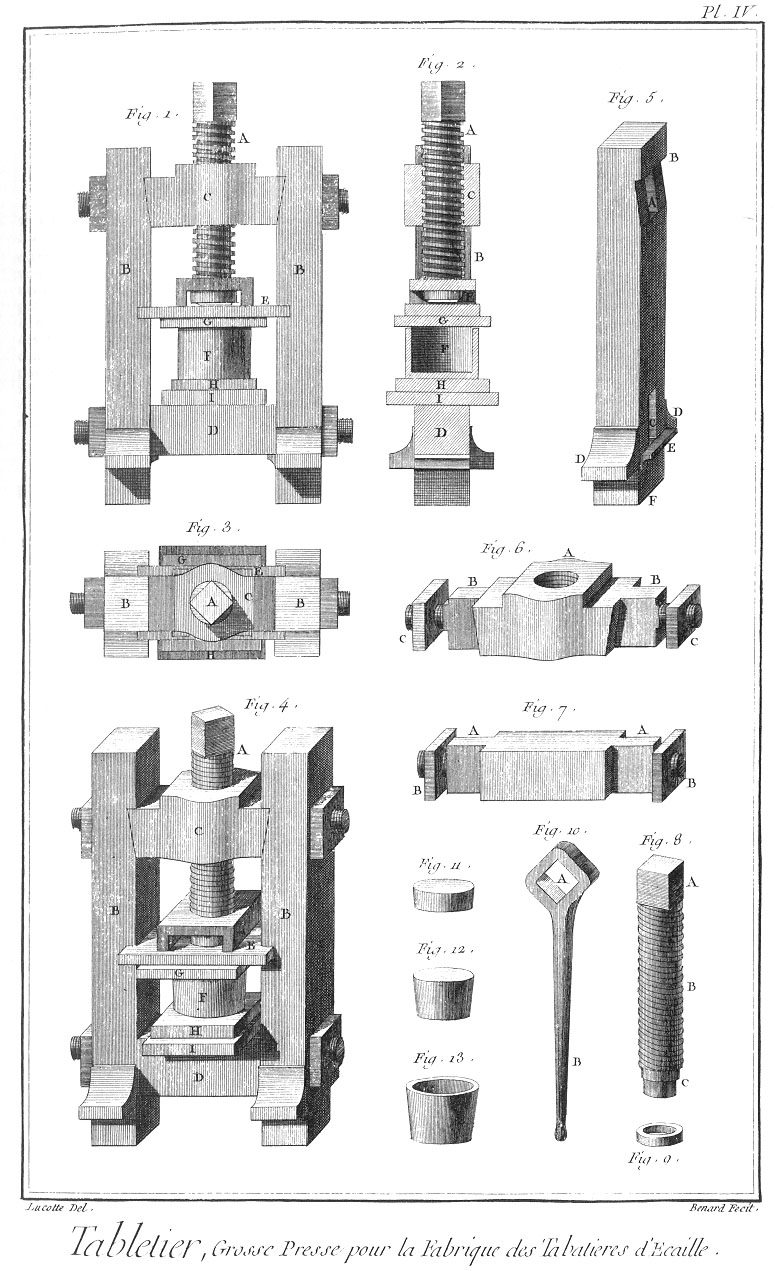 Pl. IV.
Fig. 1.
A
C
B B
E
G
F
H
I
D
Fig. 2.
A
C
B
E
G
F
H
I
D
Fig. 5.
B
A
C
D D
E
F
Fig. 3.
G
E
B A C B
H
Fig. 6.
A
B B
C C
Fig. 4.
A
C
B B
E
G
F
H
I
D
Fig. 7.
A A
B B
Fig. 11.
Fig. 12.
Fig. 13.
Fig. 10.
A
B
Fig. 8.
A
B
C
Fig. 9.
Lucotte Del. Benard Fecit.
Tabletier, Grosse Presse pour la Fabrique des Tabatieres d'Ecaille.